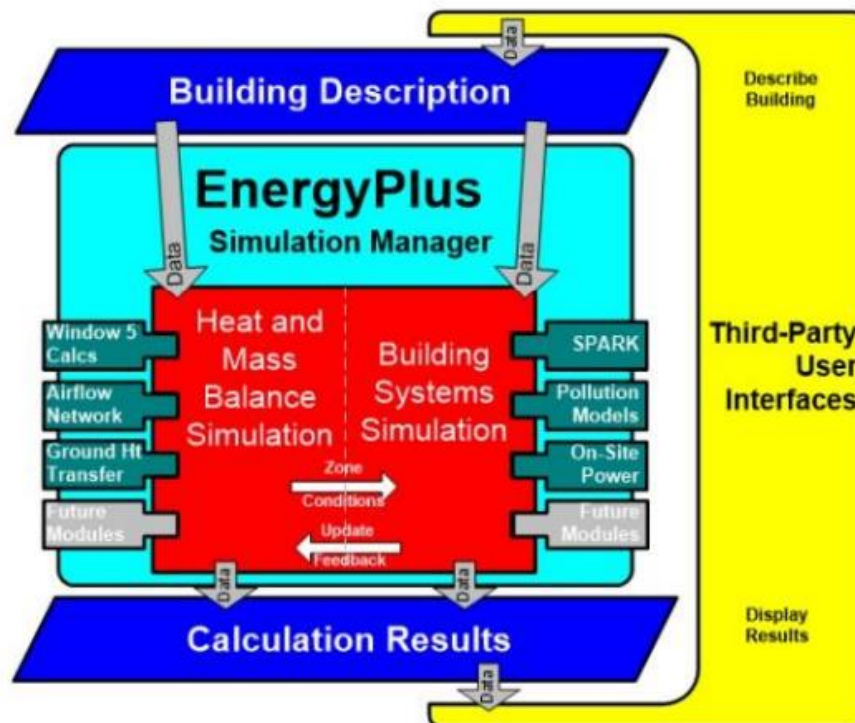 Data
Building Description
Describe
Building
EnergyPlus
Simulation Manager
Data
Data
Window 5
Calcs
Airflow
Network
Ground Ht
Transfer
Future
Modules
Heat and
Mass
Balance
Simulation
Building
Systems
Simulation
Zone
Conditions
Update
Feedback
SPARK
Pollution
Models
On-Site
Power
Future
Modules
Third-Party
User
Interfaces
Data
Data
Calculation Results
Display
Results
Data